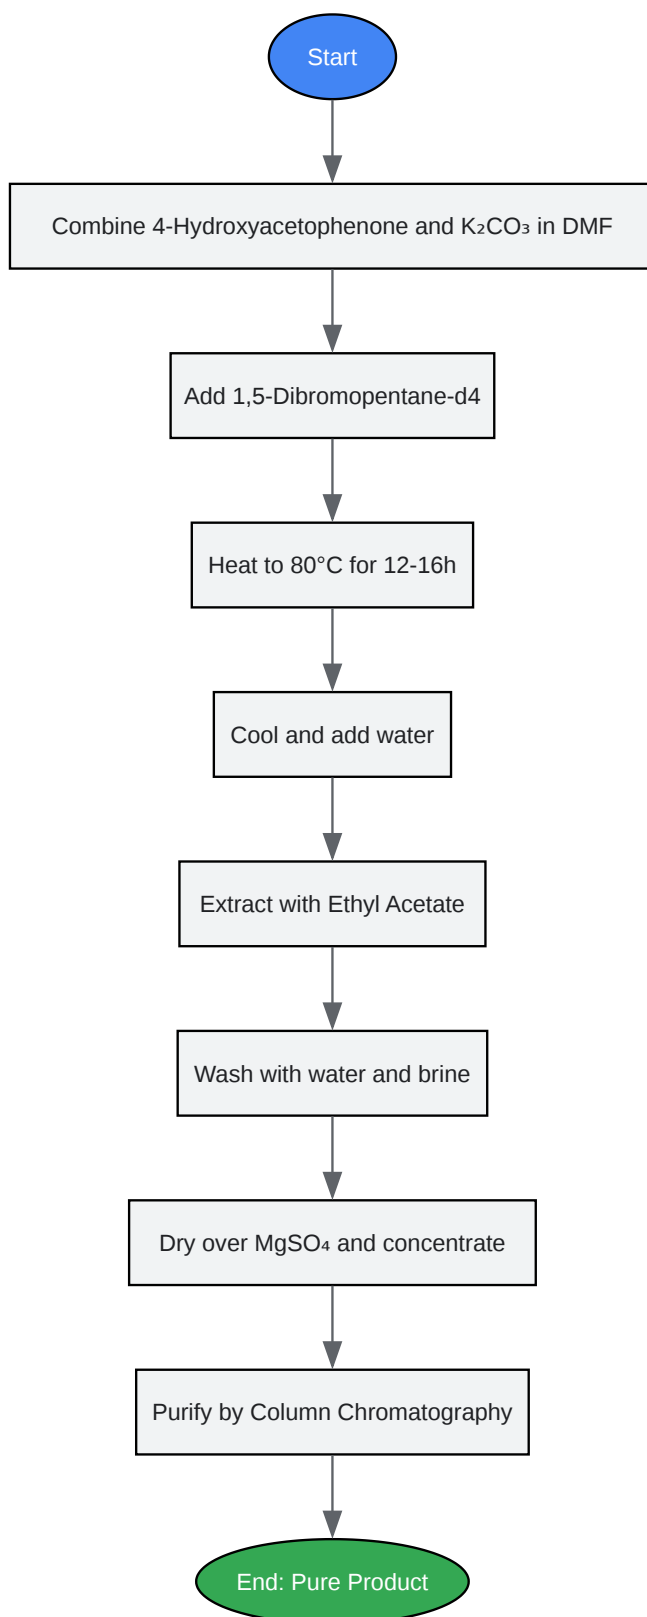 Start
Combine 4-Hydroxyacetophenone and K₂CO₃ in DMF
Add 1,5-Dibromopentane-d4
Heat to 80°C for 12-16h
Cool and add water
Extract with Ethyl Acetate
Wash with water and brine
Dry over MgSO₄ and concentrate
Purify by Column Chromatography
End: Pure Product